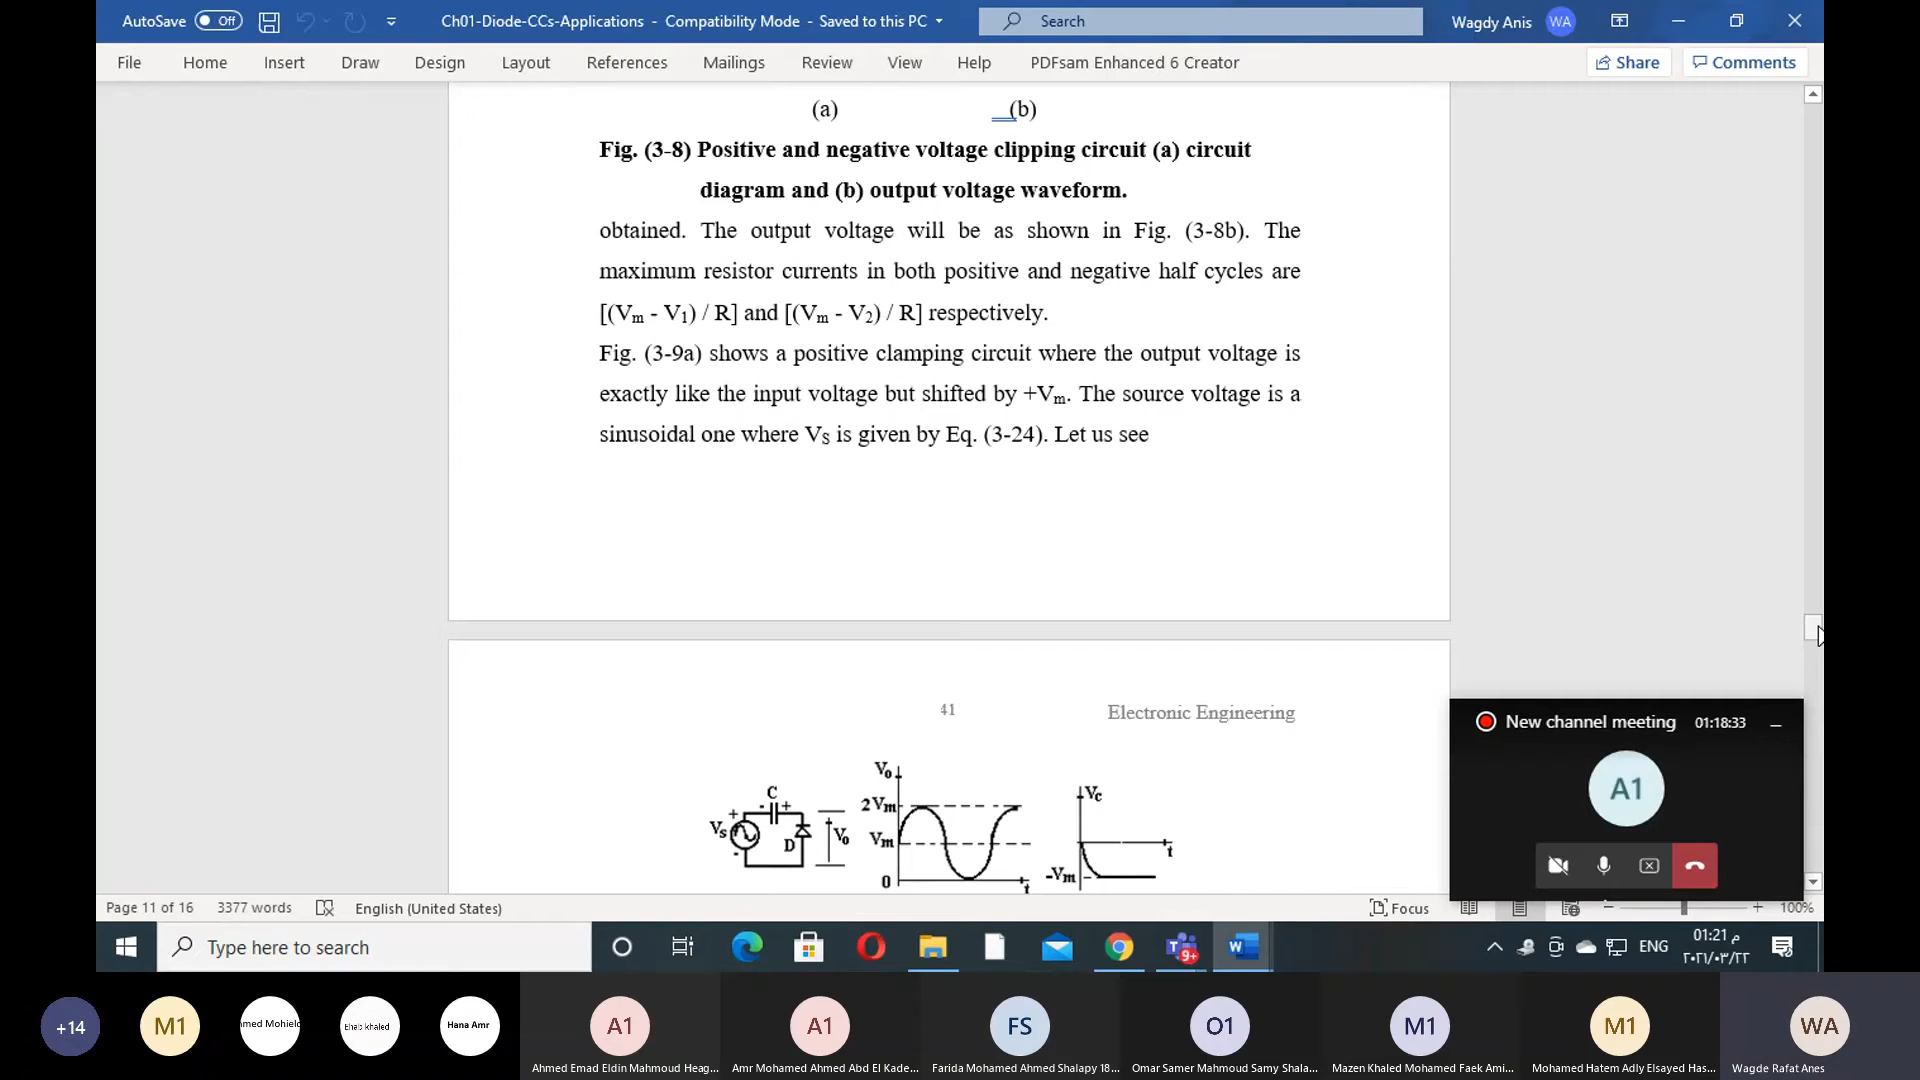 AutoSave Off Ch01-Diode-CCs-Applications - Compatibility Mode - Saved to this PC Search Wagdy Anis WA
File Home Insert Draw Design Layout References Mailings Review View Help PDFsam Enhanced 6 Creator Share Comments
(a) (b)
Fig. (3-8) Positive and negative voltage clipping circuit (a) circuit
diagram and (b) output voltage waveform.
obtained. The output voltage will be as shown in Fig. (3-8b). The
maximum resistor currents in both positive and negative half cycles are
[(Vm - V1) / R] and [(Vm - V2) / R] respectively.
Fig. (3-9a) shows a positive clamping circuit where the output voltage is
exactly like the input voltage but shifted by +Vm. The source voltage is a
sinusoidal one where VS is given by Eq. (3-24). Let us see
41 Electronic Engineering
C - + + VS - D Vo
Vo 2Vm Vm 0 t
VC t -Vm
New channel meeting 01:18:33
A1
Page 11 of 16 3377 words English (United States) Focus 100%
Type here to search 9+ ENG 01:21 م
٢٠٢١/٠٣/٢٢
+14 M1 hmed Mohield Ehab khaled Hana Amr A1 A1 FS O1 M1 M1 WA
Ahmed Emad Eldin Mahmoud Heag... Amr Mohamed Ahmed Abd El Kade... Farida Mohamed Ahmed Shalapy 18... Omar Samer Mahmoud Samy Shala... Mazen Khaled Mohamed Faek Ami... Mohamed Hatem Adly Elsayed Has... Wagde Rafat Anes